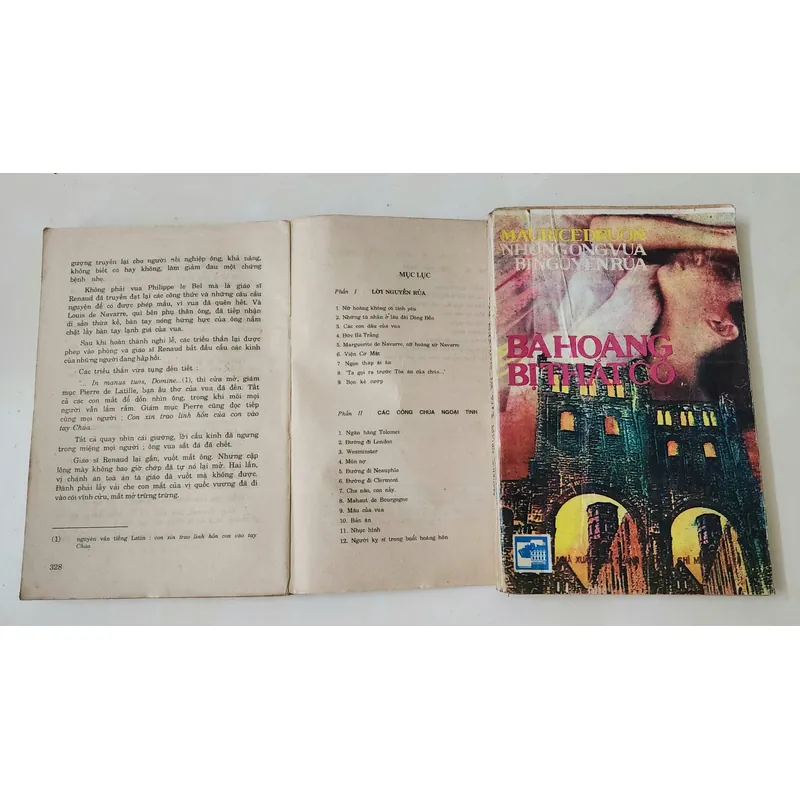 gượng truyền lại cho người nối nghiệp ông, khả năng,
không biết có hay không, làm giảm đau một chứng
bệnh nhẹ.
Không phải vua Philippe le Bel mà là giáo sĩ
Renaud đã truyền đạt lại các công thức và những câu cầu
nguyện để có được phép mầu, vì vua đã quên hết. Và
Louis de Navarre, quì bên phụ thân ông, đã tiếp nhận
di sản thừa kế, bàn tay nóng hừng hực của ông nắm
chặt lấy bàn tay lạnh giá của vua.
Sau khi hoàn thành nghi lễ, các triều thần lại được
phép vào phòng và giáo sĩ Renaud bắt đầu cầu các kinh
của những người đang hấp hối.
Các triều thần vừa tụng đến tiết :
"... In manus tuas, Domine..."(1), thì cửa mở, giám
mục Pierre de Latille, bạn ấu thơ của vua đã đến. Tất
cả các con mắt đổ dồn nhìn ông, trong khi môi mọi
người vẫn lầm rầm. Giám mục Pierre cũng đọc tiếp
cùng mọi người : Con xin trao linh hồn của con vào
tay Chúa...
Tất cả quay nhìn cái giường, lời cầu kinh đã ngưng
trong miệng mọi người ; ông vua sắt đá đã chết.
Giáo sĩ Renaud lại gần, vuốt mắt ông. Nhưng cặp
lông mày không bao giờ chớp đã tự nó lại mở. Hai lần,
vị chánh an toà án tà giáo đã vuốt mà không được.
Đành phải lấy vải che con mắt của vị quốc vương đã đi
vào cõi vĩnh cửu, mắt mở trừng trừng.
(1) nguyên văn tiếng Latin : con xin trao linh hồn con vào tay
Chúa
328
MỤC LỤC
Phần I LỜI NGUYỀN RỦA
1. Nữ hoàng không có tình yêu
2. Những tù nhân ở lâu đài Dòng Đền
3. Các con dâu của vua
4. Đức Bà Trắng
5. Marguerite de Navarre, nữ hoàng xứ Navarre
6. Viện Cơ Mật
7. Ngọn tháp ái ân
8. "Ta gọi ra trước Tòa án của chúa..."
9. Bọn kẻ cướp
Phần II CÁC CÔNG CHÚA NGOẠI TÌNH
1. Ngân hàng Tolomei
2. Đường đi London
3. Westminster
4. Món nợ
5. Đường đi Neauphle
6. Đường đi Clermont
7. Cha nào, con nấy
8. Mahaut de Bourgogne
9. Máu của vua
10. Bản án
11. Nhục hình
12. Người kỵ sĩ trong buổi hoàng hôn
MAURICE DRUON
NHỮNG ÔNG VUA
BỊ NGUYỀN RỦA
BÀ HOÀNG
BỊ THẮT CỔ